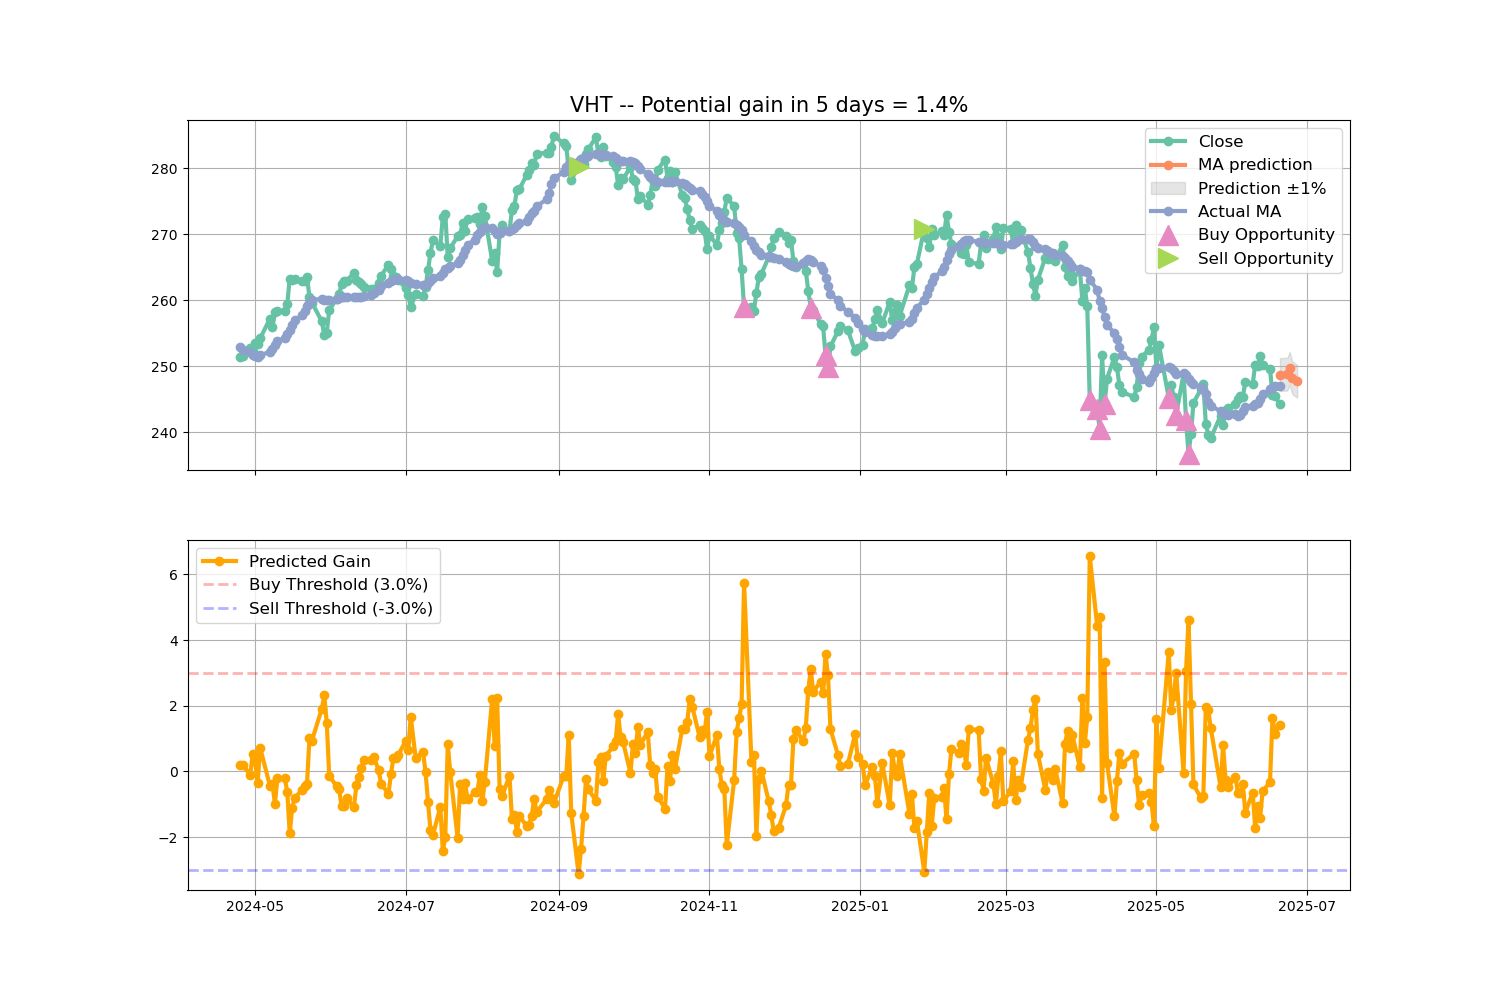 VHT -- Potential gain in 5 days = 1.4%
280
270
260
250
240
Close
MA prediction
Prediction ±1%
Actual MA
Buy Opportunity
Sell Opportunity
6
4
2
0
−2
Predicted Gain
Buy Threshold (3.0%)
Sell Threshold (-3.0%)
2024-05
2024-07
2024-09
2024-11
2025-01
2025-03
2025-05
2025-07